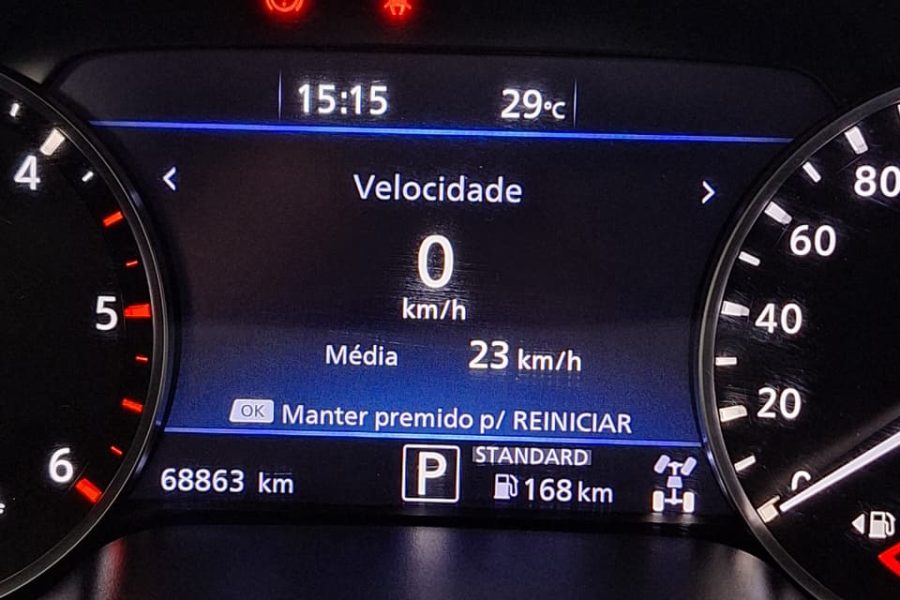 15:15 29°C
< Velocidade >
0
km/h
Média 23 km/h
OK Manter premido p/ REINICIAR
68863 km P STANDARD
168 km
4
5
6
80
60
40
20
0